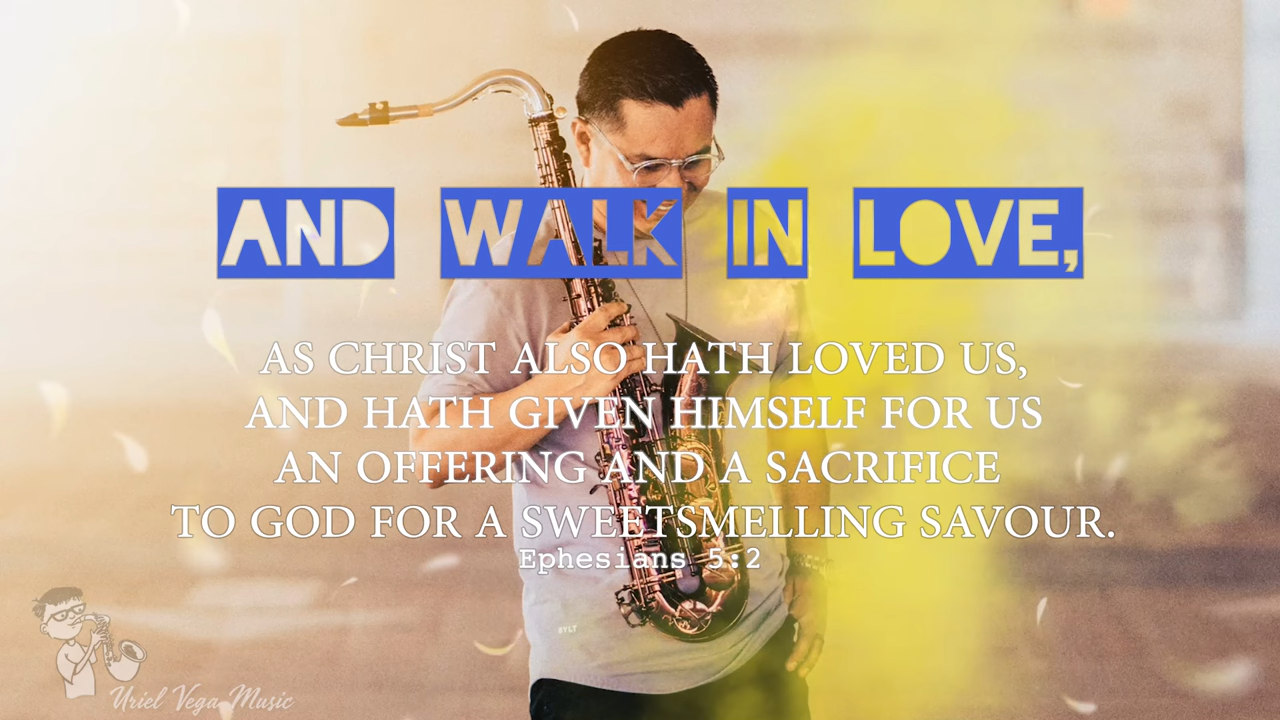 AND WALK IN LOVE,
AS CHRIST ALSO HATH LOVED US,
AND HATH GIVEN HIMSELF FOR US
AN OFFERING AND A SACRIFICE
TO GOD FOR A SWEETSMELLING SAVOUR.
Ephesians 5:2
SYLT
Uriel Vega Music